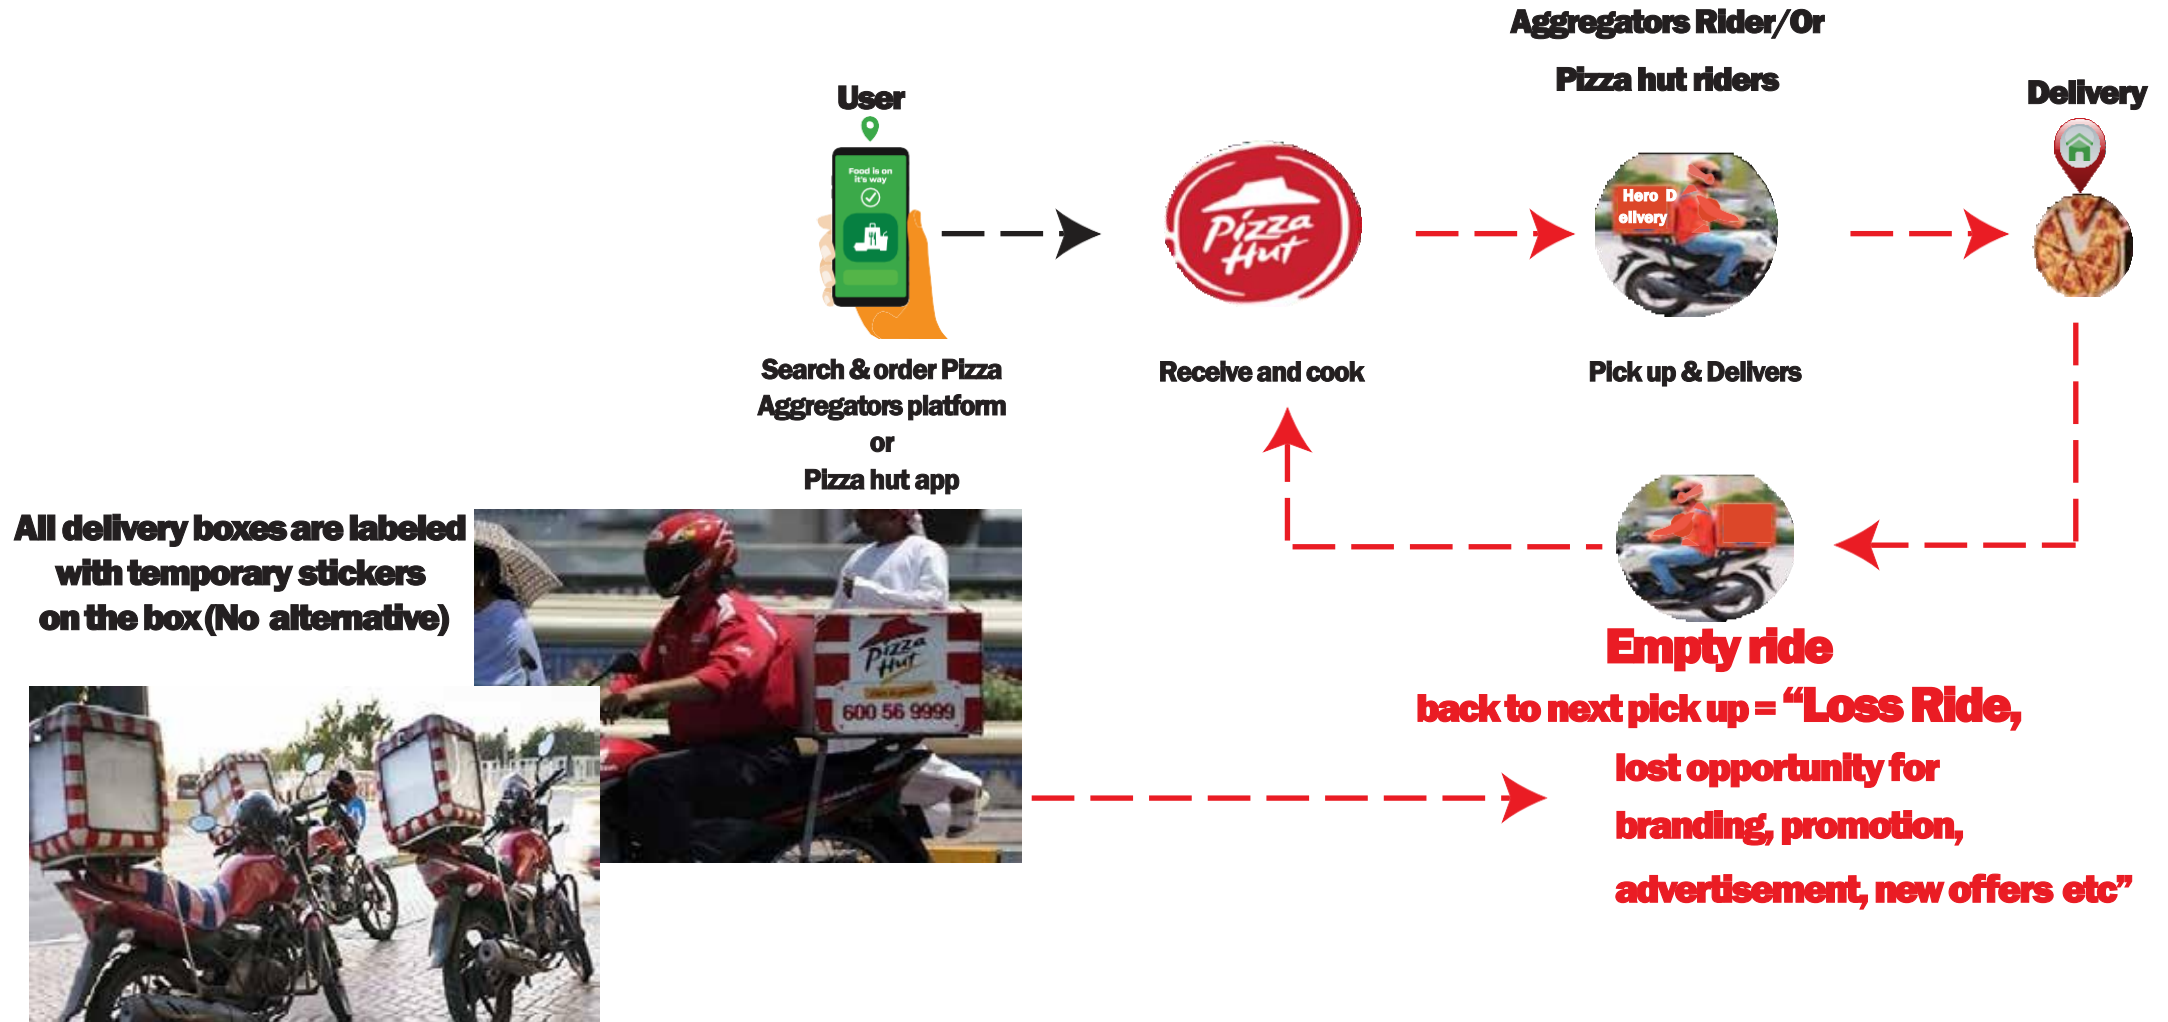 Aggregators Rider/Or
Pizza hut riders
User
Delivery
Food is on
it's way
Pizza
Hut
Hero D
elivery
Search & order Pizza
Aggregators platform
or
Pizza hut app
Receive and cook
Pick up & Delivers
All delivery boxes are labeled
with temporary stickers
on the box (No alternative)
Pizza
Hut
600 56 9999
Empty ride
back to next pick up = “Loss Ride,
lost opportunity for
branding, promotion,
advertisement, new offers etc”